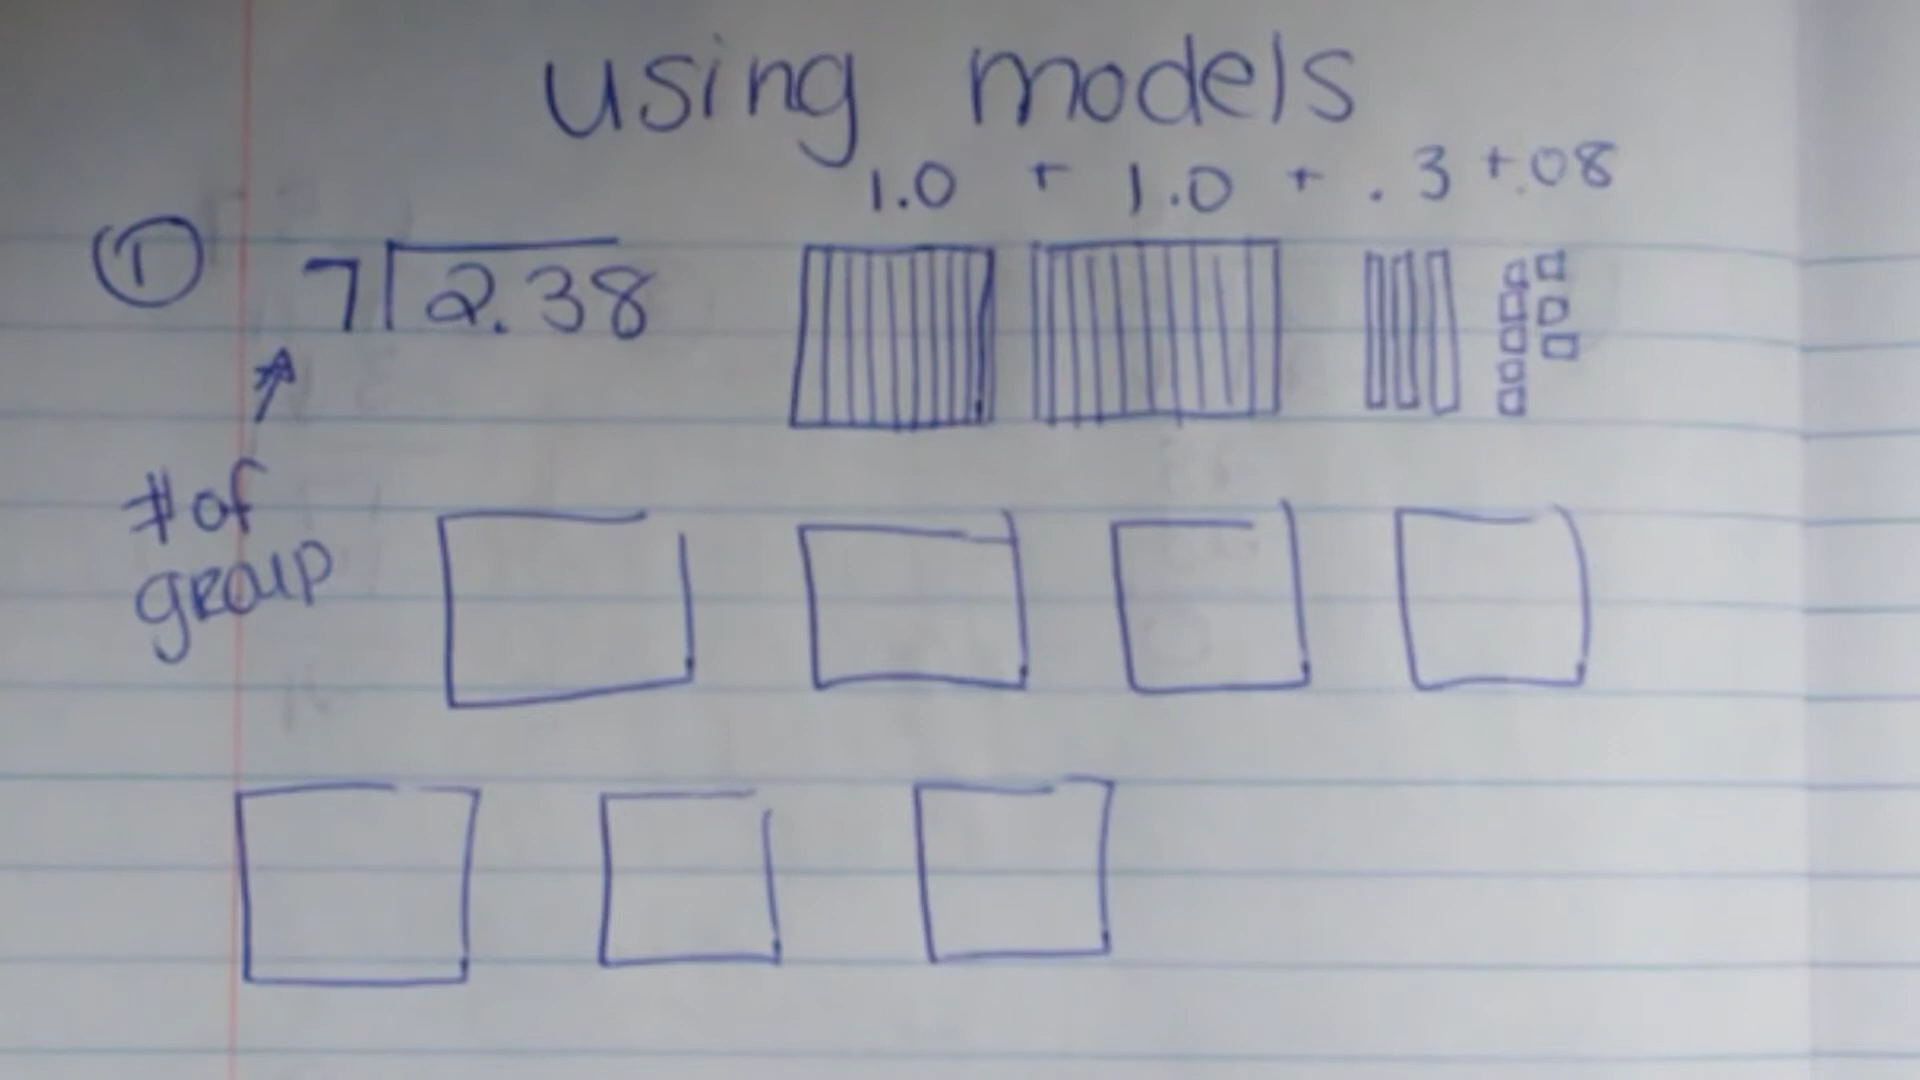 using models
1.0 + 1.0 + .3 + .08
① 7 2.38
# of
group